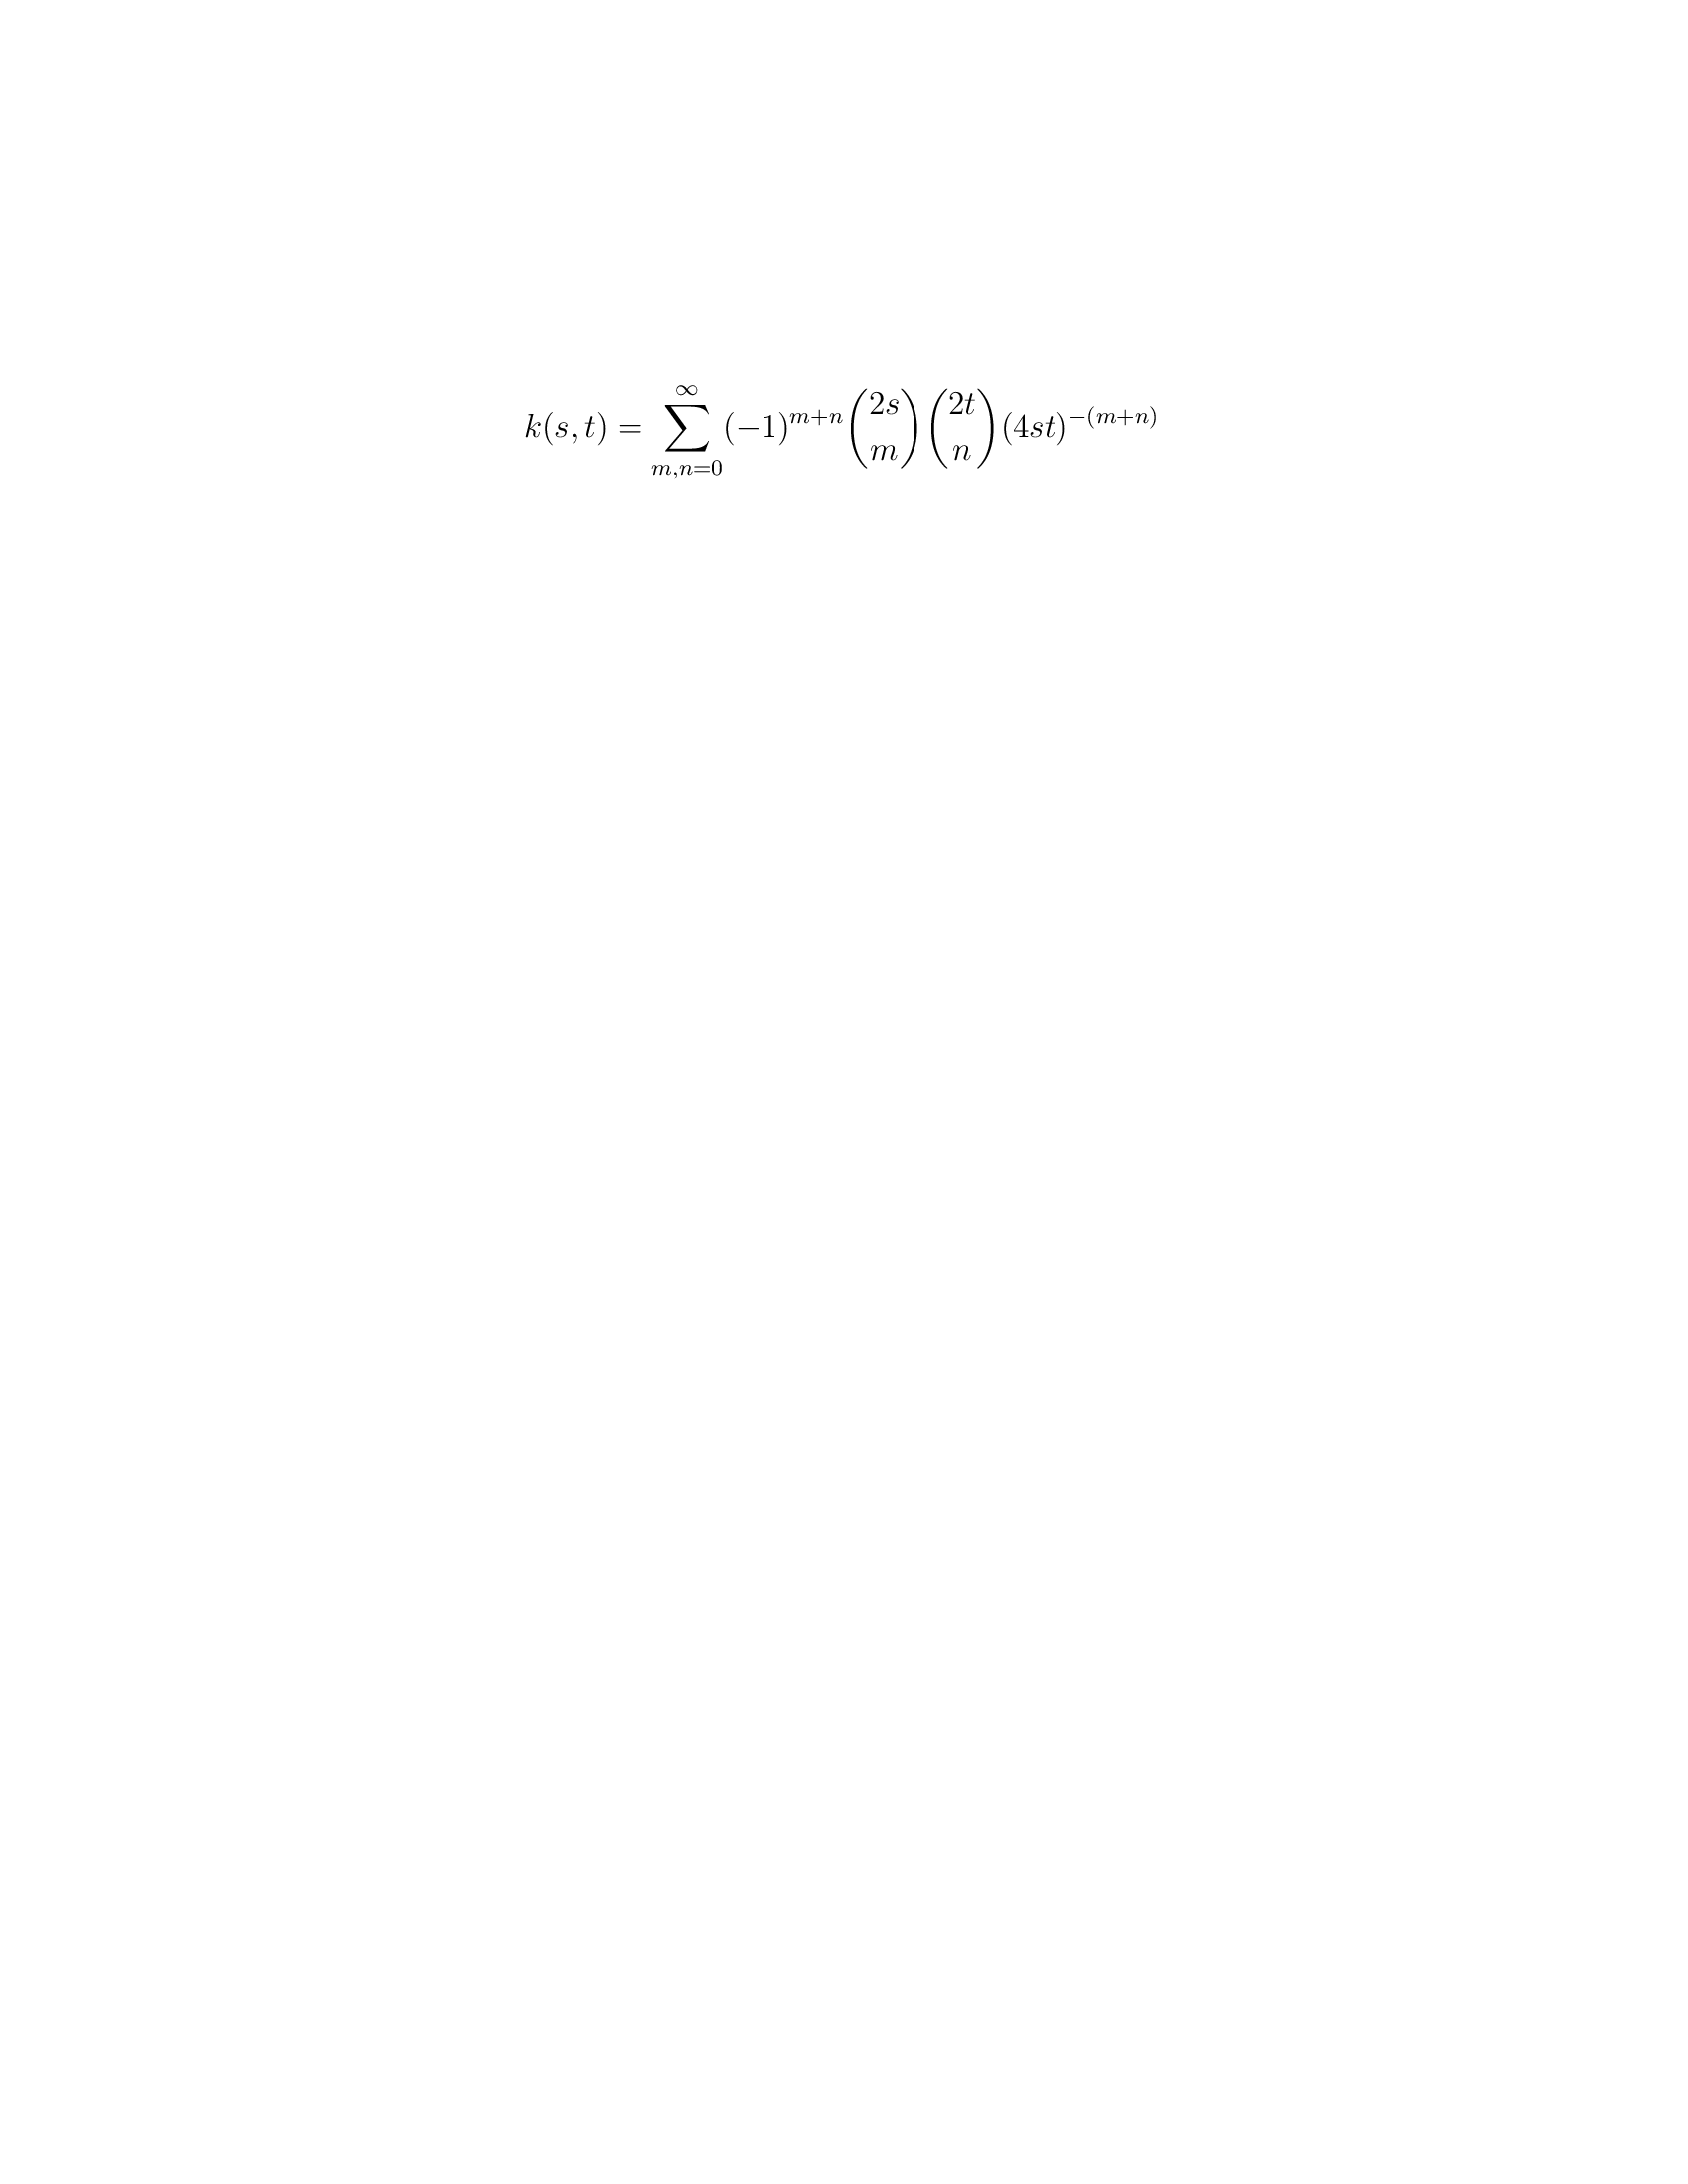 $$k(s,t) = \sum_{m,n=0}^{\infty} (-1)^{m+n} \binom{2s}{m} \binom{2t}{n} (4st)^{-(m+n)}$$